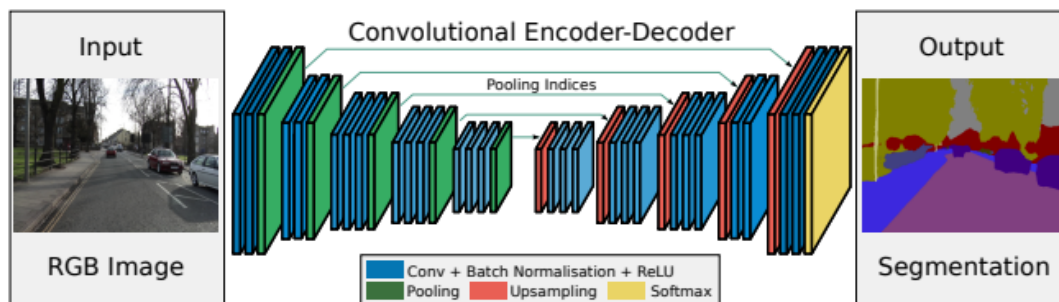 Input
RGB Image
Convolutional Encoder-Decoder
Pooling Indices
Conv + Batch Normalisation + ReLU
Pooling Upsampling Softmax
Output
Segmentation